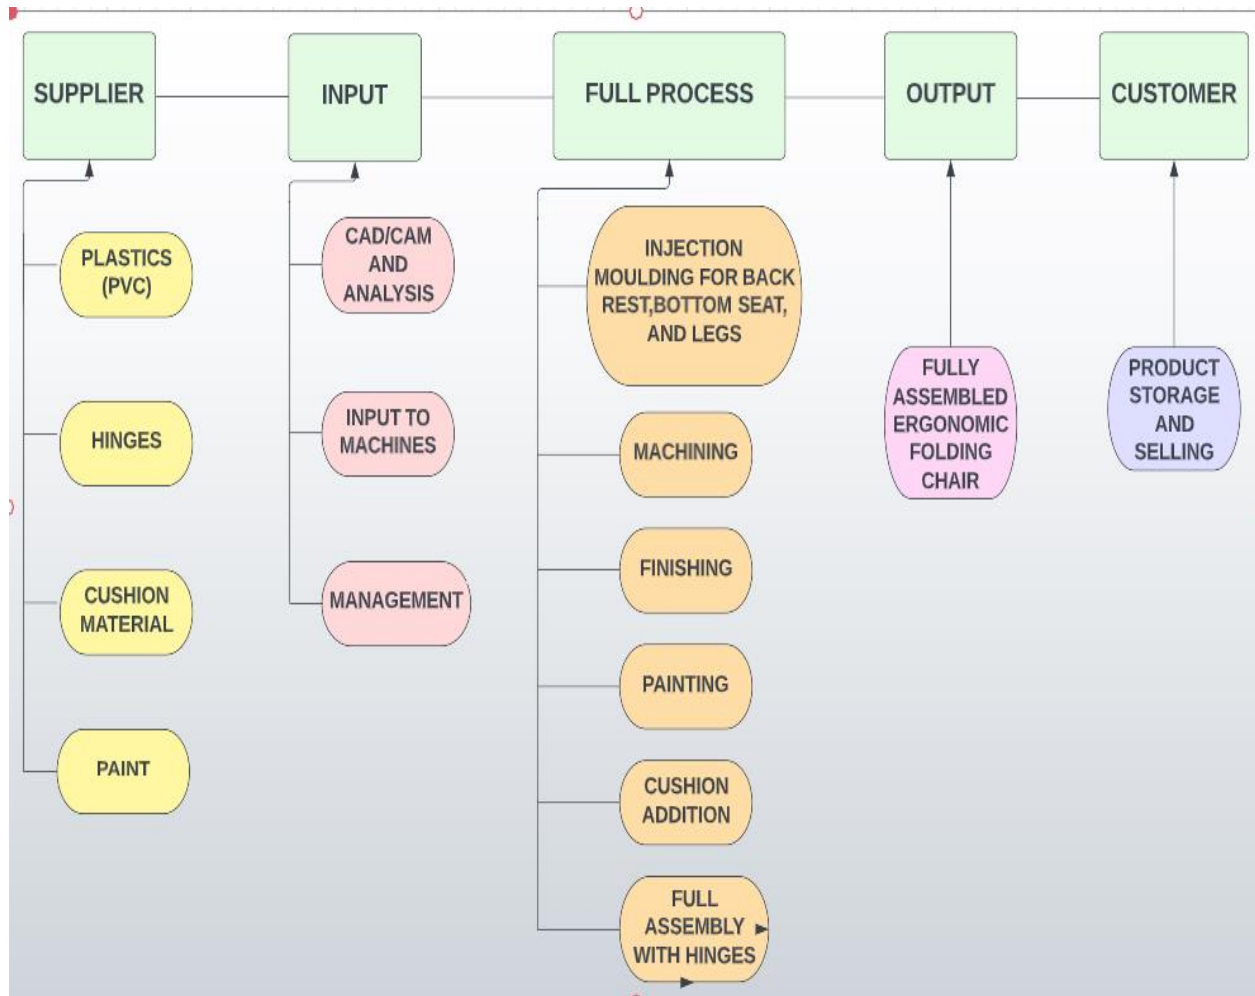 SUPPLIER
INPUT
FULL PROCESS
OUTPUT
CUSTOMER
PLASTICS
(PVC)
HINGES
CUSHION
MATERIAL
PAINT
CAD/CAM
AND
ANALYSIS
INPUT TO
MACHINES
MANAGEMENT
INJECTION
MOULDING FOR BACK
REST,BOTTOM SEAT,
AND LEGS
MACHINING
FINISHING
PAINTING
CUSHION
ADDITION
FULL
ASSEMBLY
WITH HINGES
FULLY
ASSEMBLED
ERGONOMIC
FOLDING
CHAIR
PRODUCT
STORAGE
AND
SELLING